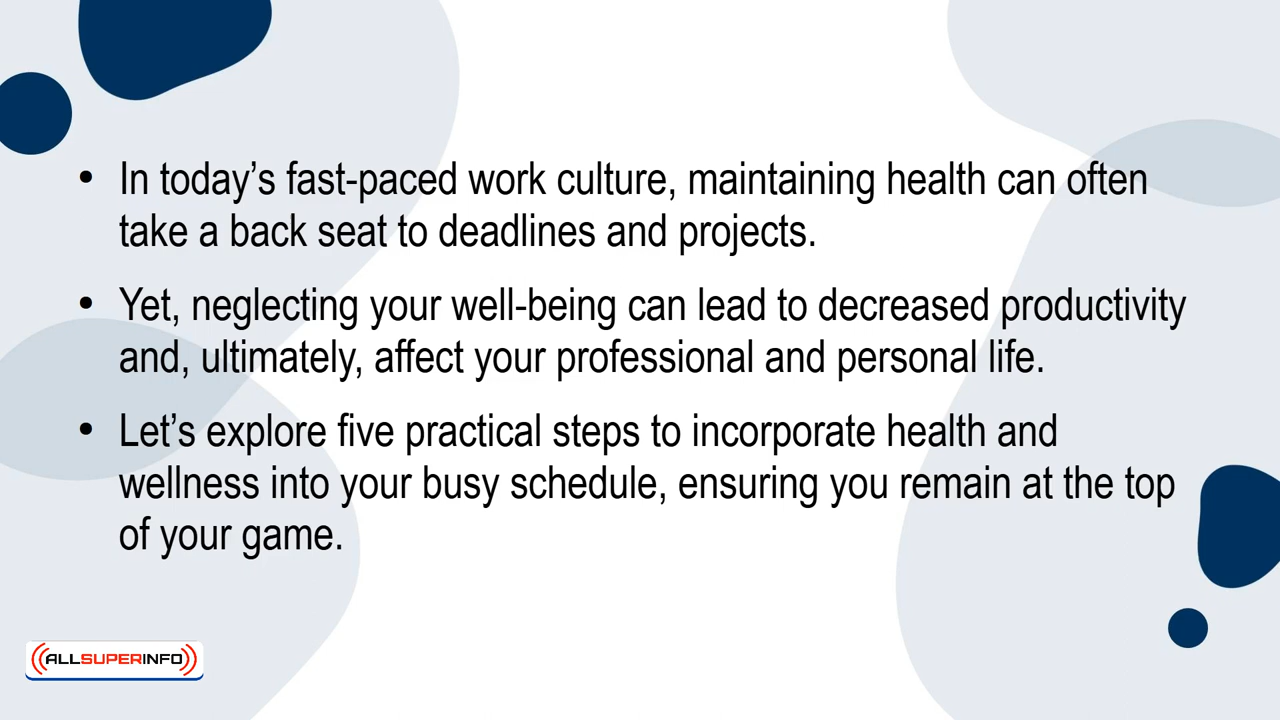 • In today’s fast-paced work culture, maintaining health can often
take a back seat to deadlines and projects.
• Yet, neglecting your well-being can lead to decreased productivity
and, ultimately, affect your professional and personal life.
• Let’s explore five practical steps to incorporate health and
wellness into your busy schedule, ensuring you remain at the top
of your game.
ALLSUPERINFO